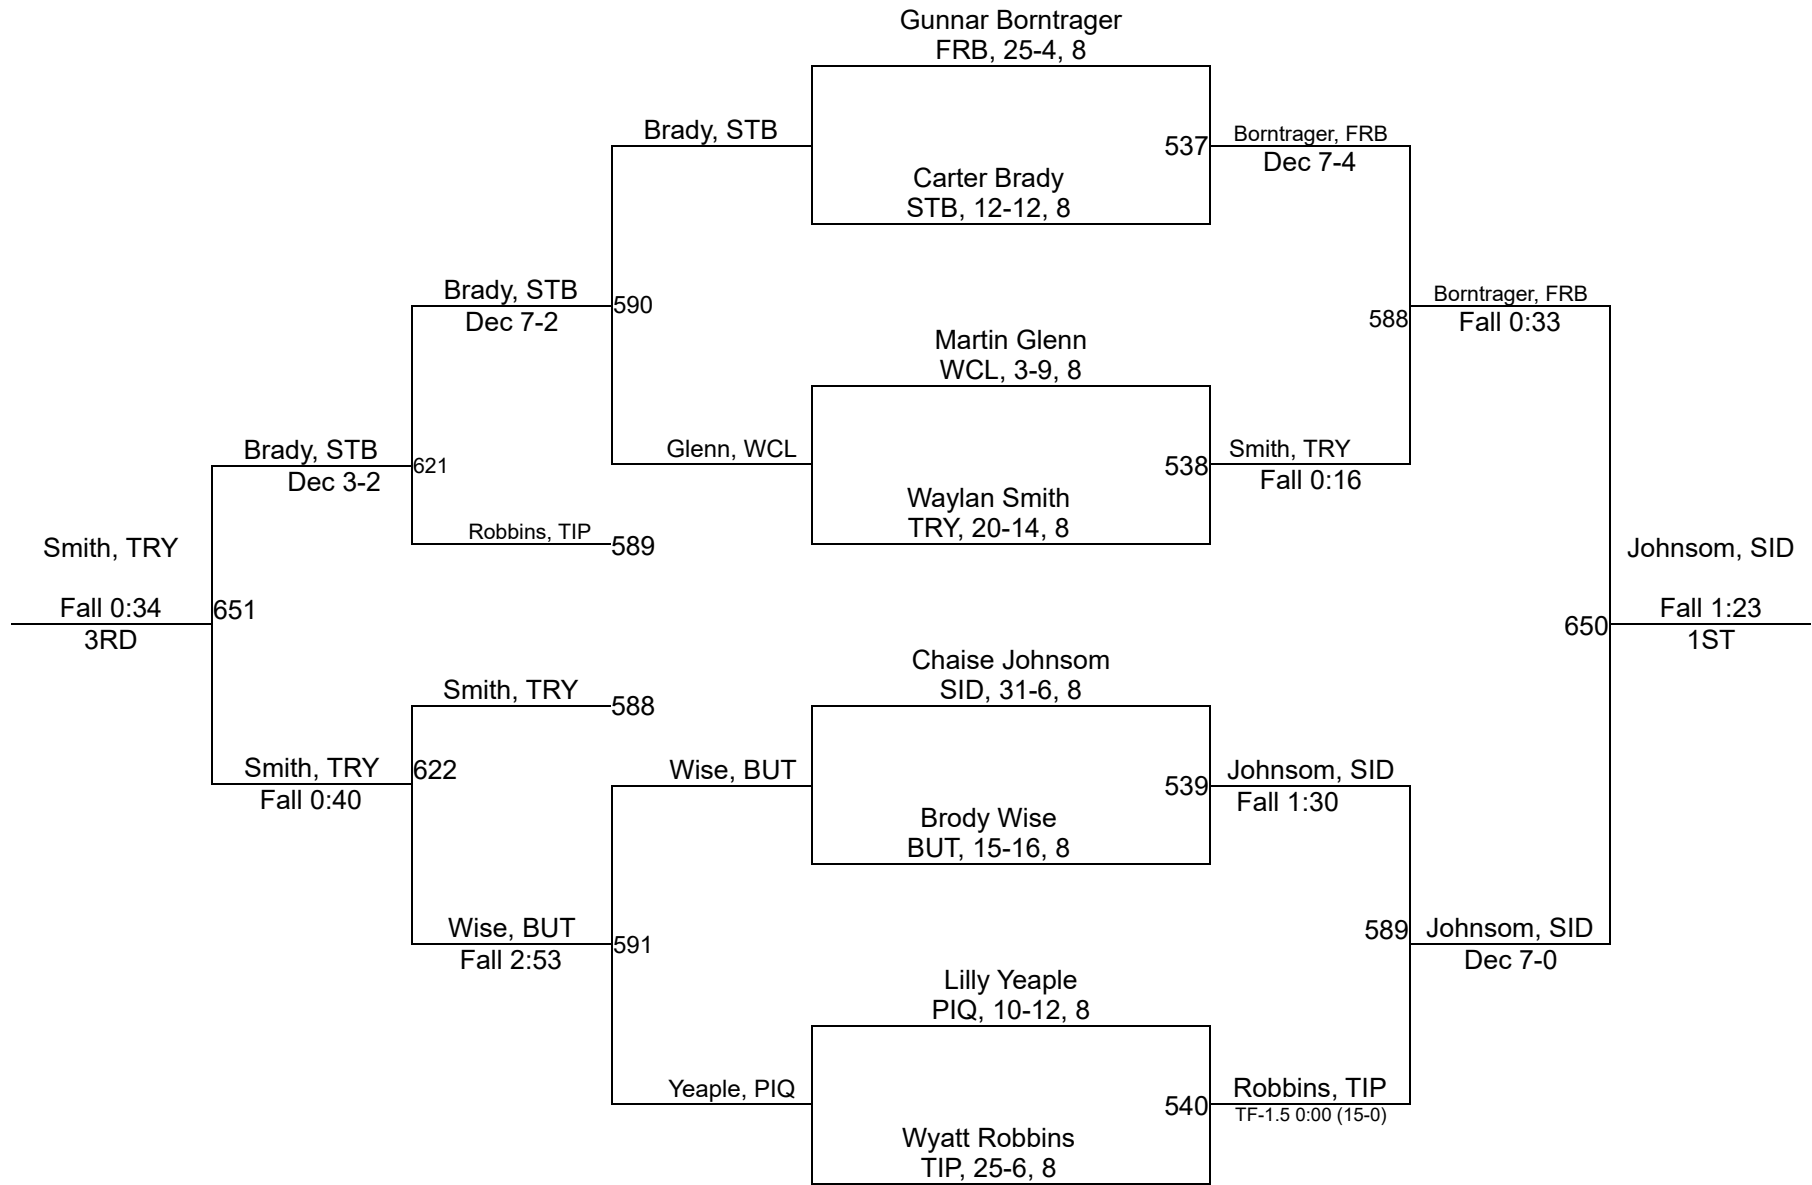 Gunnar Borntrager
FRB, 25-4, 8
Brady, STB
537
Borntrager, FRB
Dec 7-4
Carter Brady
STB, 12-12, 8
Brady, STB
Dec 7-2
590
Borntrager, FRB
Fall 0:33
588
Martin Glenn
WCL, 3-9, 8
Brady, STB
Dec 3-2
621
Glenn, WCL
538
Smith, TRY
Fall 0:16
Waylan Smith
TRY, 20-14, 8
Robbins, TIP
589
Smith, TRY
Fall 0:34
3RD
651
Johnsom, SID
Fall 1:23
1ST
650
Chaise Johnsom
SID, 31-6, 8
Smith, TRY
588
Smith, TRY
Fall 0:40
622
Wise, BUT
539
Johnsom, SID
Fall 1:30
Brody Wise
BUT, 15-16, 8
Wise, BUT
Fall 2:53
591
589
Johnsom, SID
Dec 7-0
Lilly Yeaple
PIQ, 10-12, 8
Yeaple, PIQ
540
Robbins, TIP
TF-1.5 0:00 (15-0)
Wyatt Robbins
TIP, 25-6, 8